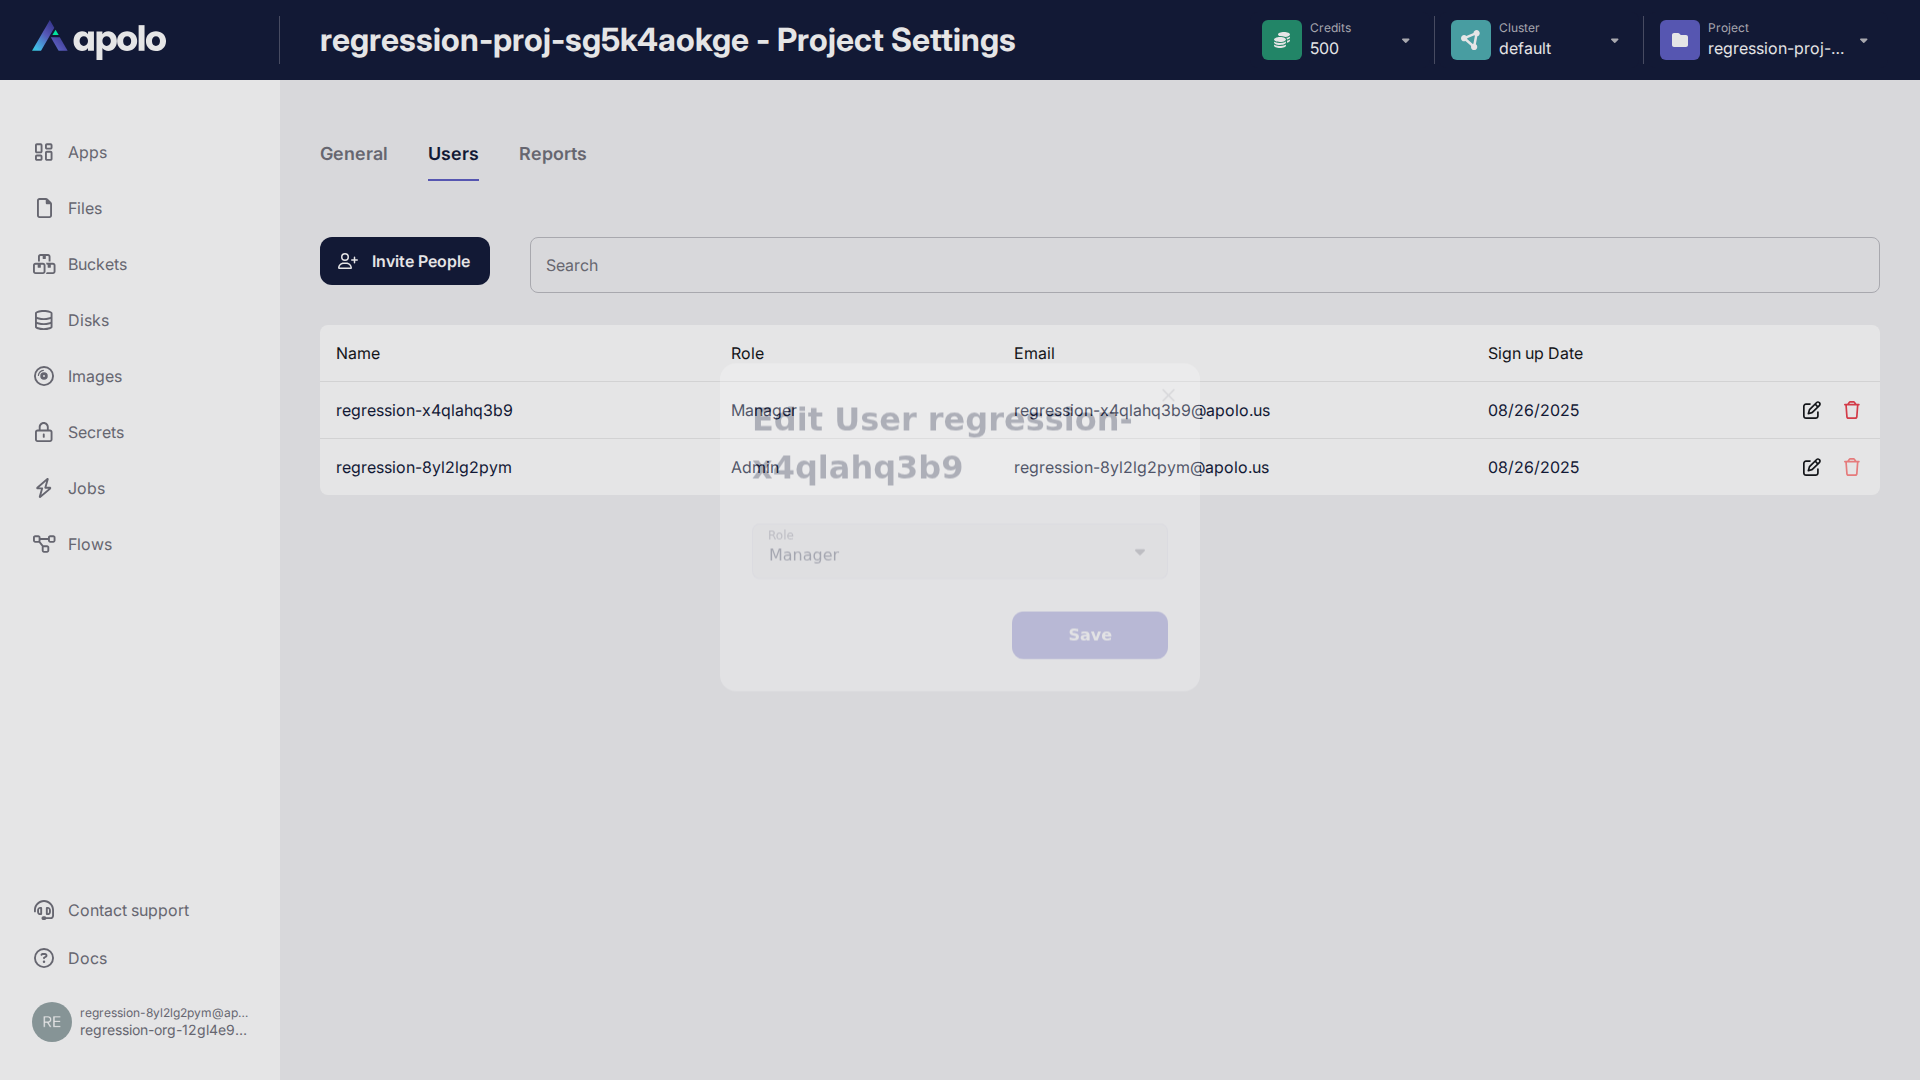 apolo
regression-proj-sg5k4aokge - Project Settings
Credits
500
Cluster
default
Project
regression-proj-...
Apps
Files
Buckets
Disks
Images
Secrets
Jobs
Flows
Contact support
Docs
RE
regression-8yl2lg2pym@ap...
regression-org-12gl4e9...
General Users Reports
Invite People
Search
Name Role Email Sign up Date
regression-x4qlahq3b9 Manager regression-x4qlahq3b9@apolo.us 08/26/2025
regression-8yl2lg2pym Admin regression-8yl2lg2pym@apolo.us 08/26/2025
Edit User regression-
x4qlahq3b9
Role
Manager
Save